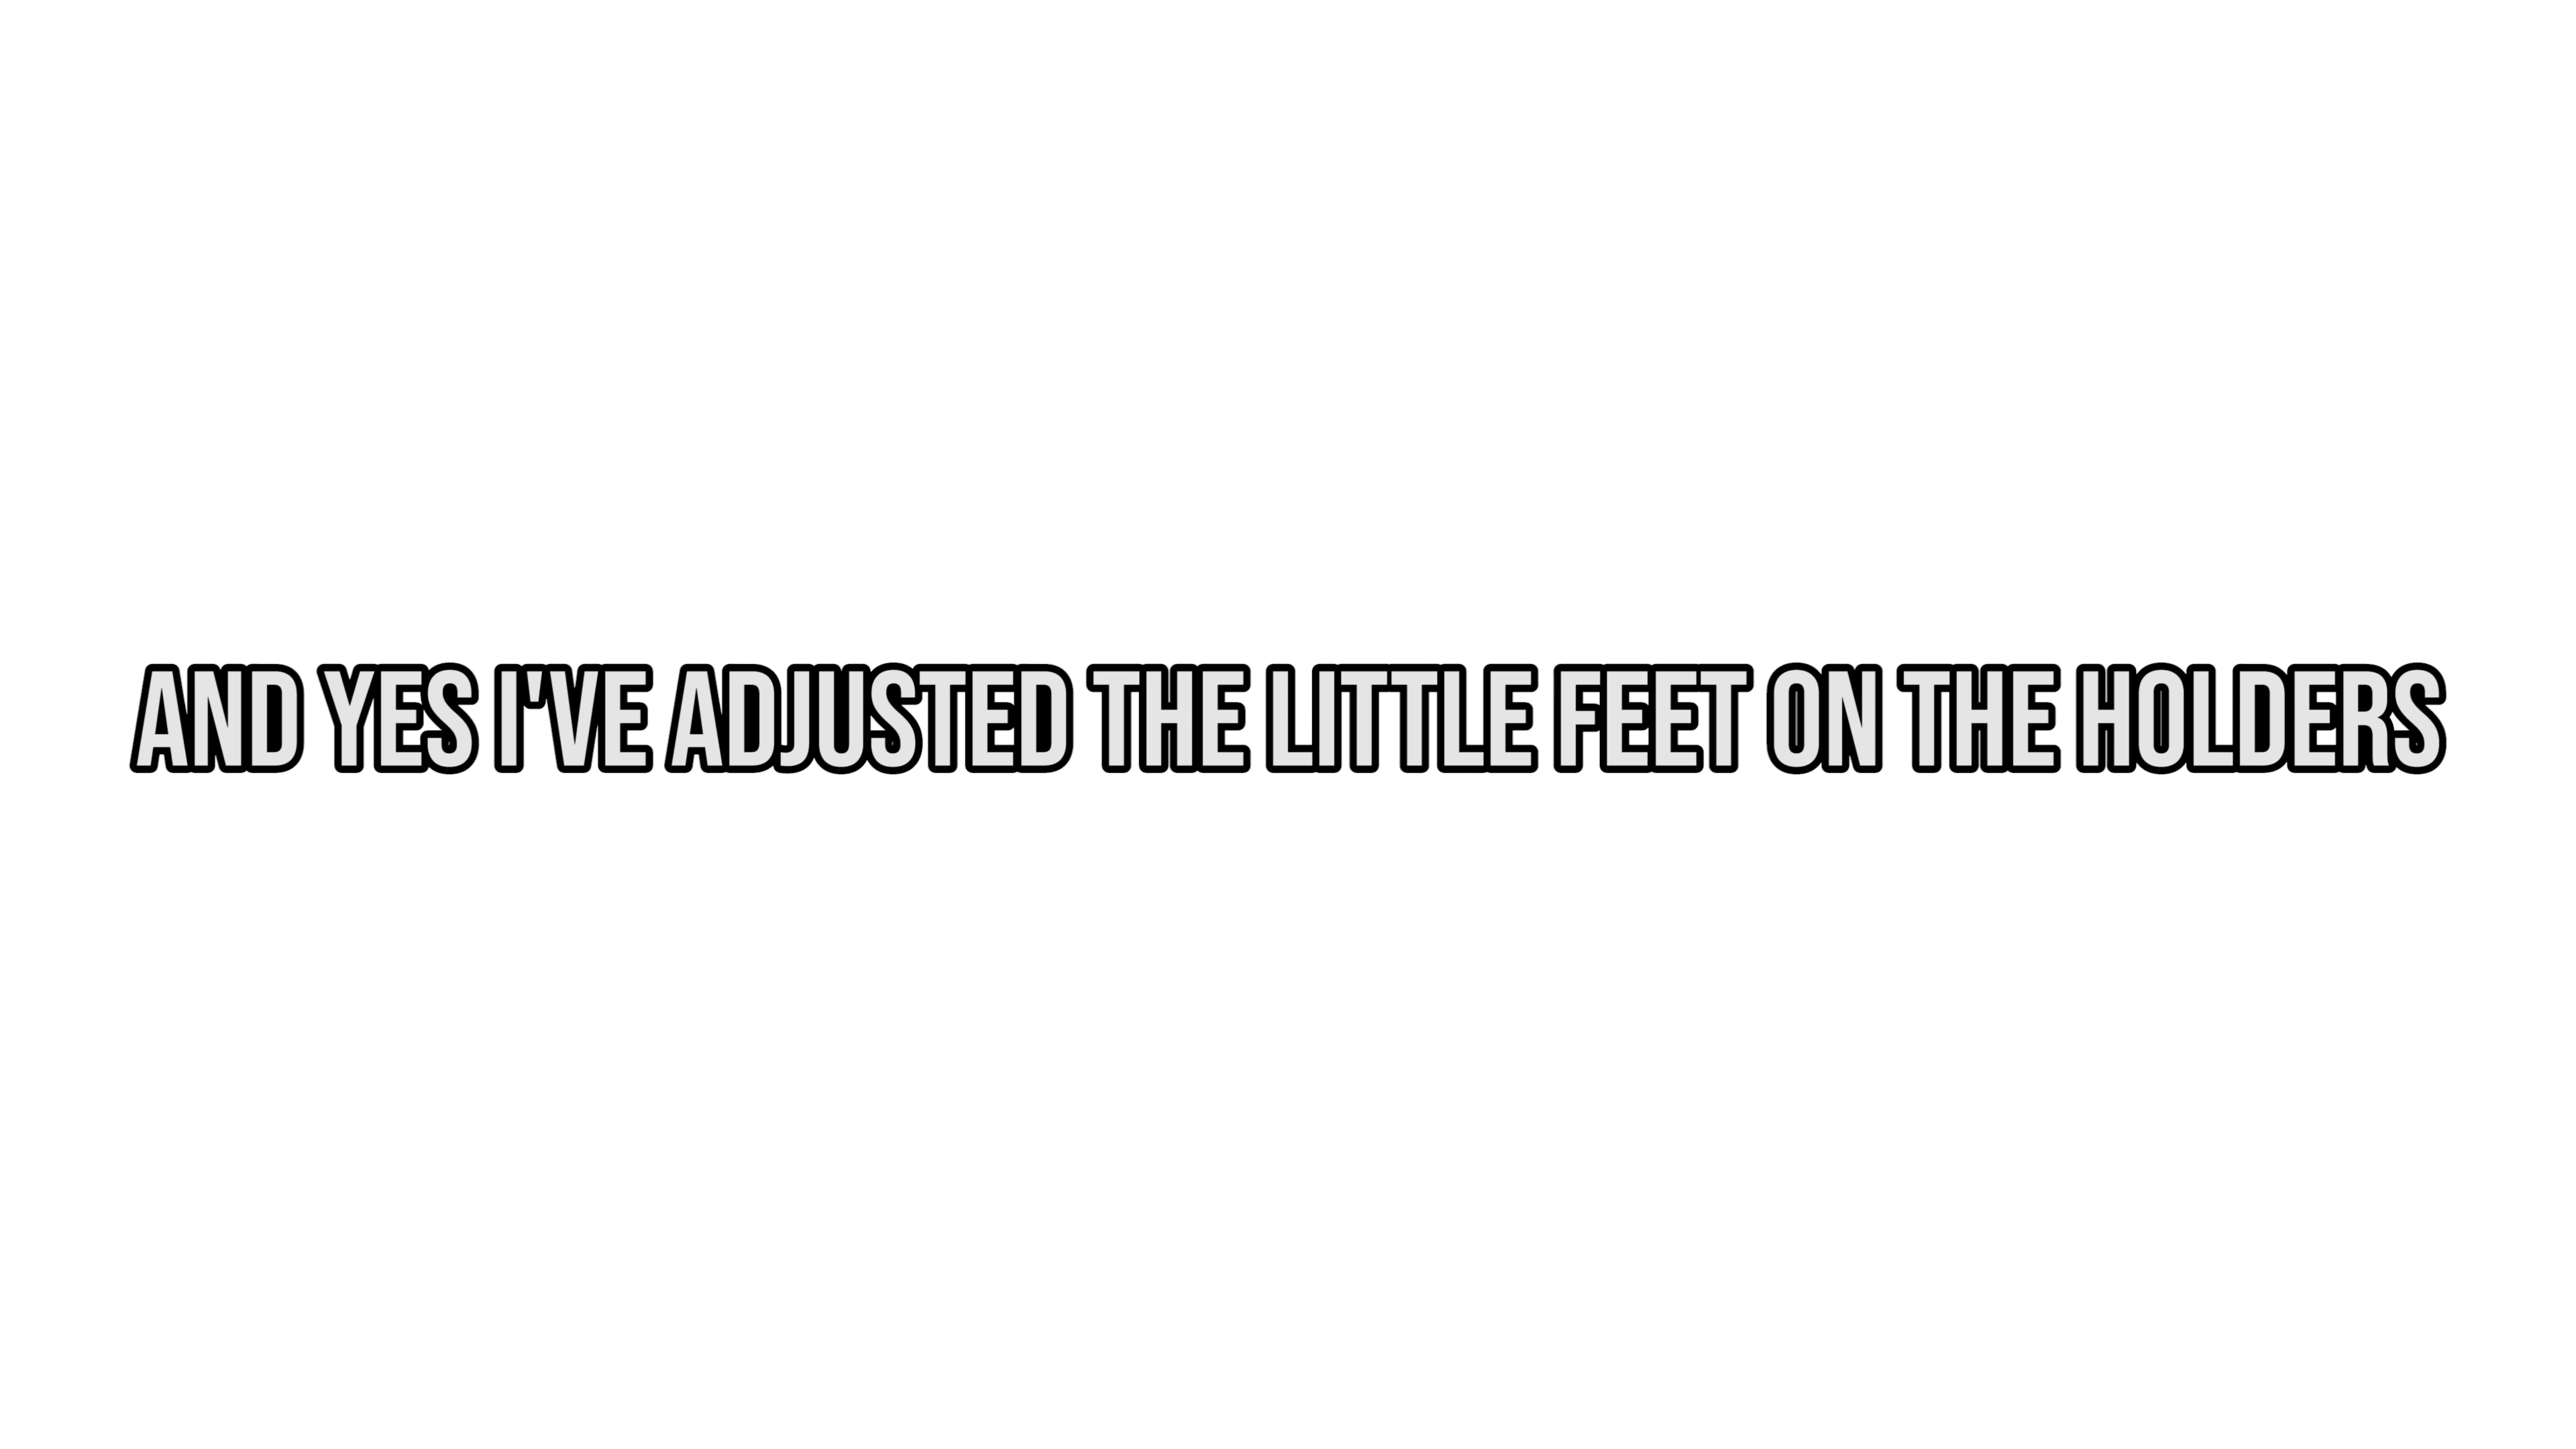 AND YES I'VE ADJUSTED THE LITTLE FEET ON THE HOLDERS